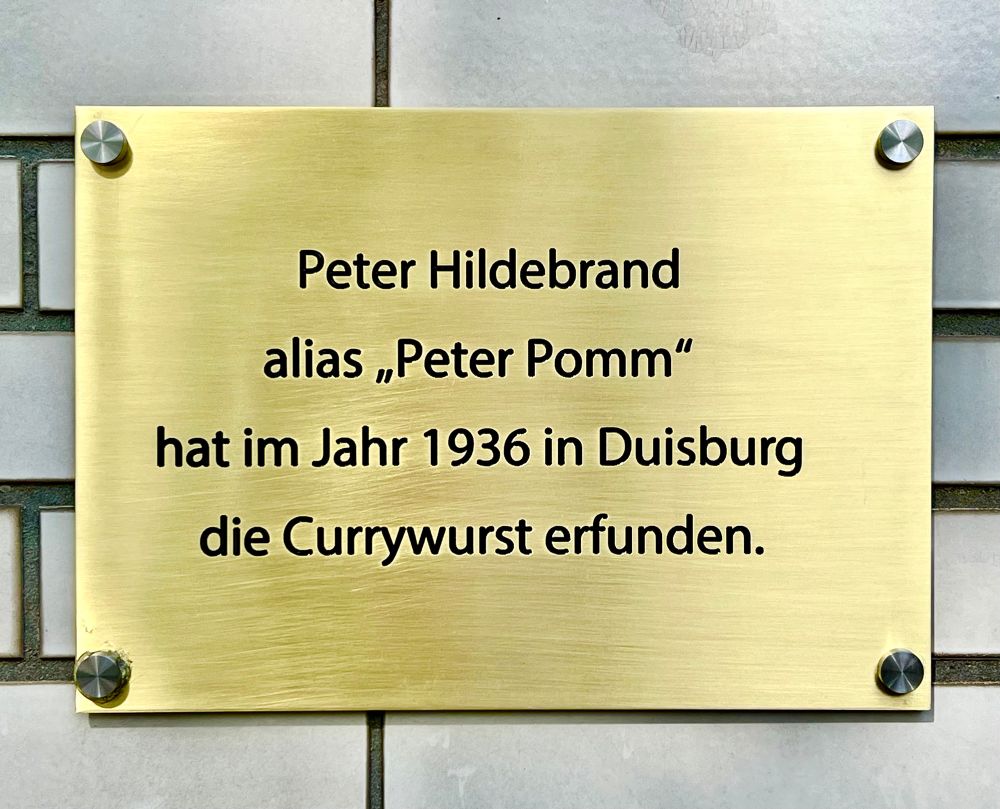 Peter Hildebrand
alias „Peter Pomm“
hat im Jahr 1936 in Duisburg
die Currywurst erfunden.